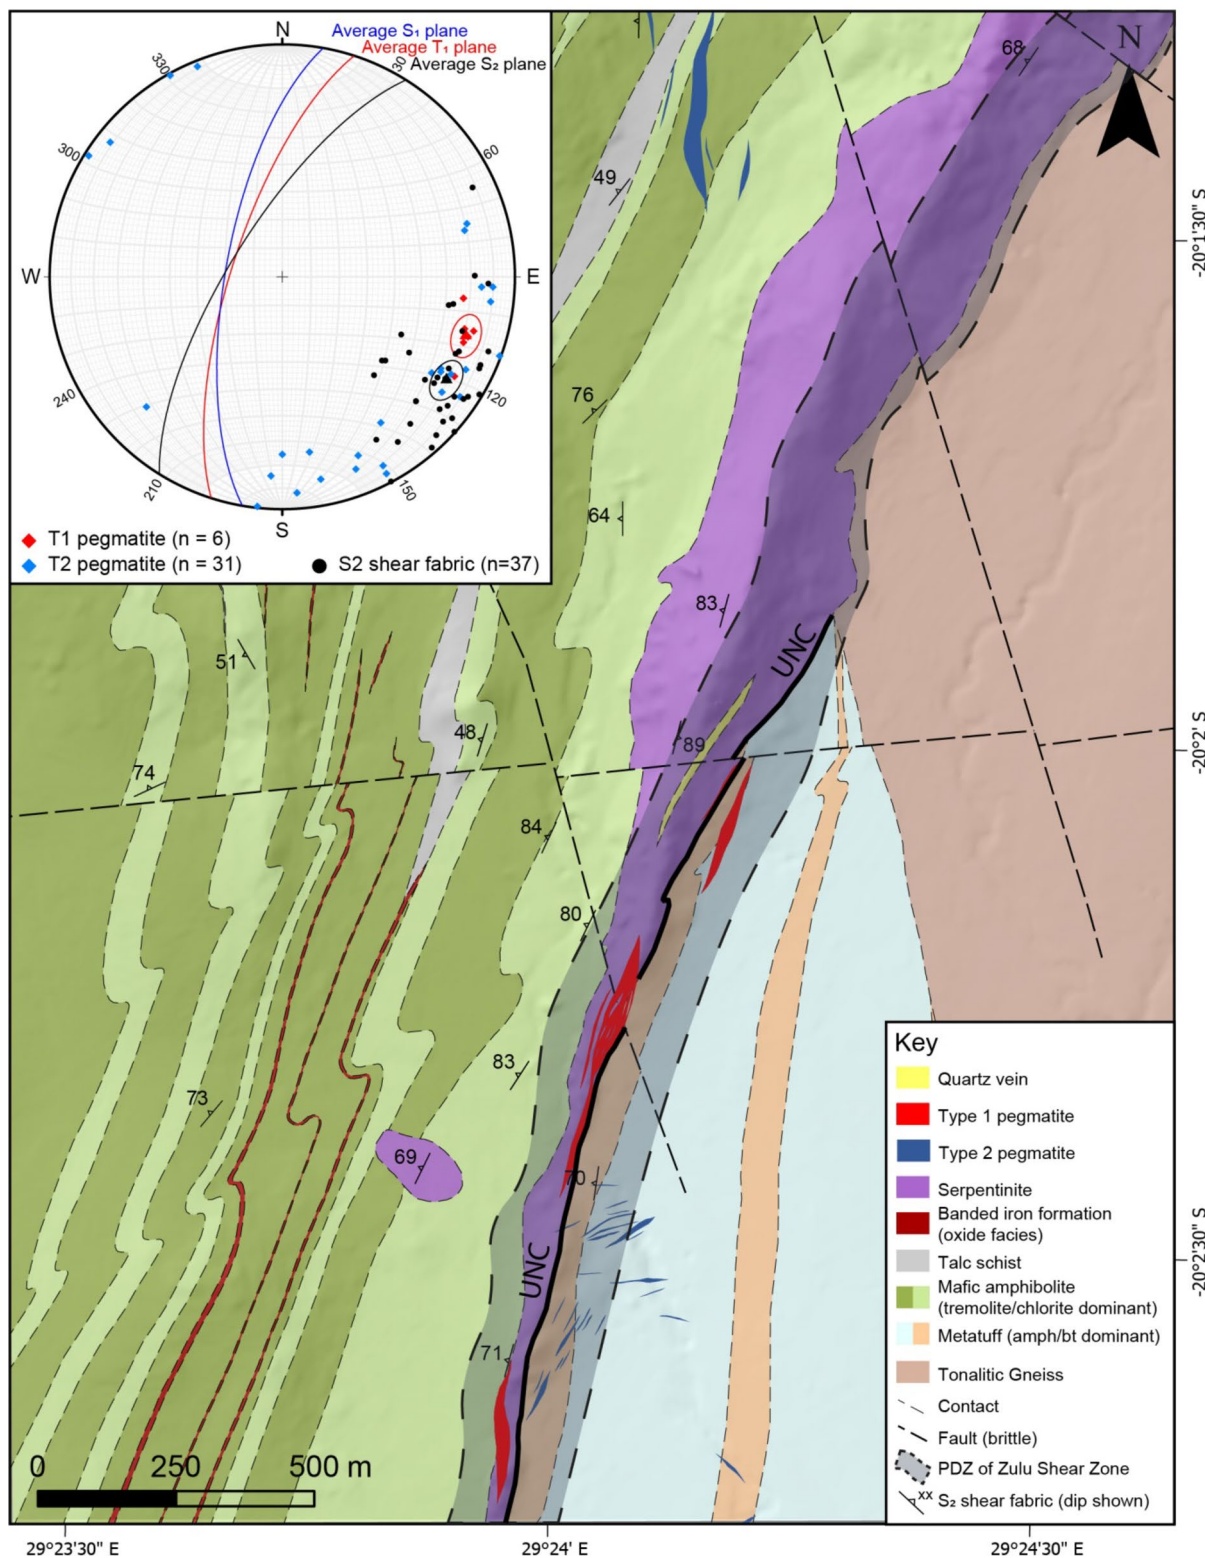 N
Average S₁ plane
Average T₁ plane
Average S₂ plane
330
30
300
60
W
E
240
120
210
150
S
T1 pegmatite (n = 6)
T2 pegmatite (n = 31)
S2 shear fabric (n=37)
N
68
49
76
64
83
51
UNC
48
89
74
84
80
83
73
69
70
UNC
71
-20°1'30" S
-20°2' S
-20°2'30" S
Key
Quartz vein
Type 1 pegmatite
Type 2 pegmatite
Serpentinite
Banded iron formation
(oxide facies)
Talc schist
Mafic amphibolite
(tremolite/chlorite dominant)
Metatuff (amph/bt dominant)
Tonalitic Gneiss
Contact
Fault (brittle)
PDZ of Zulu Shear Zone
xx S₂ shear fabric (dip shown)
0 250 500 m
29°23'30" E
29°24' E
29°24'30" E